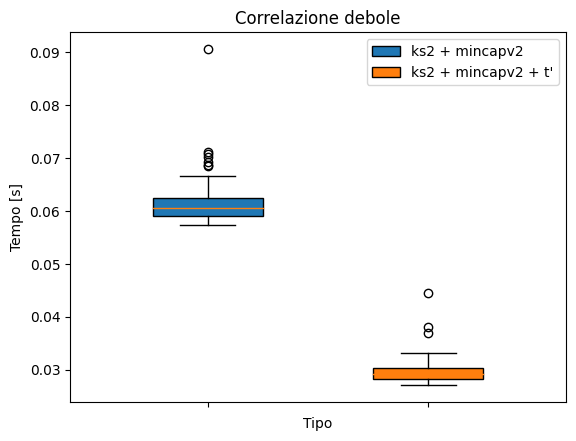 Correlazione debole
ks2 + mincapv2
ks2 + mincapv2 + t'
0.09
0.08
0.07
0.06
0.05
0.04
0.03
Tempo [s]
Tipo